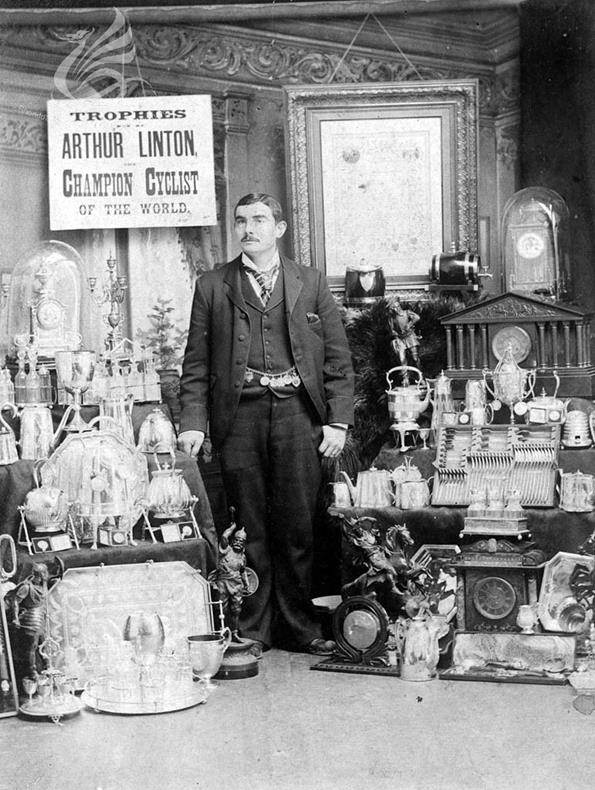 TROPHIES
ARTHUR LINTON,
CHAMPION CYCLIST
OF THE WORLD.